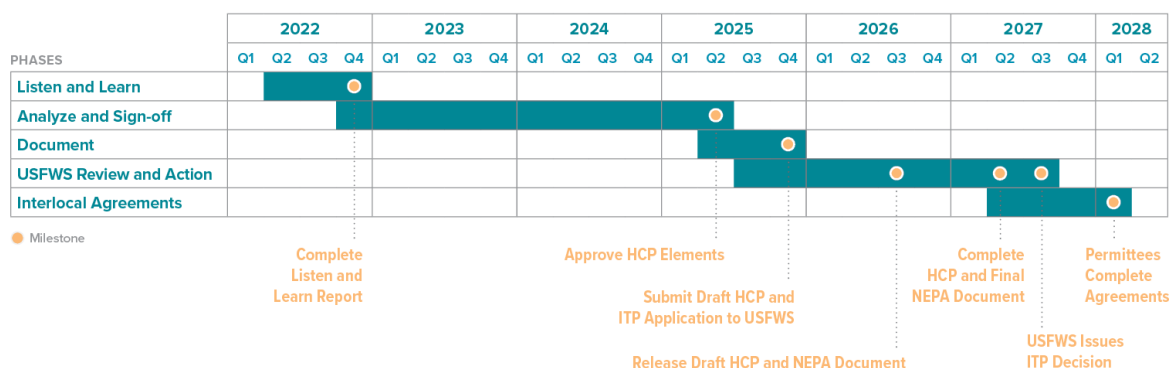 2022 2023 2024 2025 2026 2027 2028
PHASES Q1 Q2 Q3 Q4 Q1 Q2 Q3 Q4 Q1 Q2 Q3 Q4 Q1 Q2 Q3 Q4 Q1 Q2 Q3 Q4 Q1 Q2 Q3 Q4 Q1 Q2
Listen and Learn
Analyze and Sign-off
Document
USFWS Review and Action
Interlocal Agreements
Milestone
Complete
Listen and
Learn Report
Approve HCP Elements
Submit Draft HCP and
ITP Application to USFWS
Release Draft HCP and NEPA Document
Complete
HCP and Final
NEPA Document
USFWS Issues
ITP Decision
Permittees
Complete
Agreements